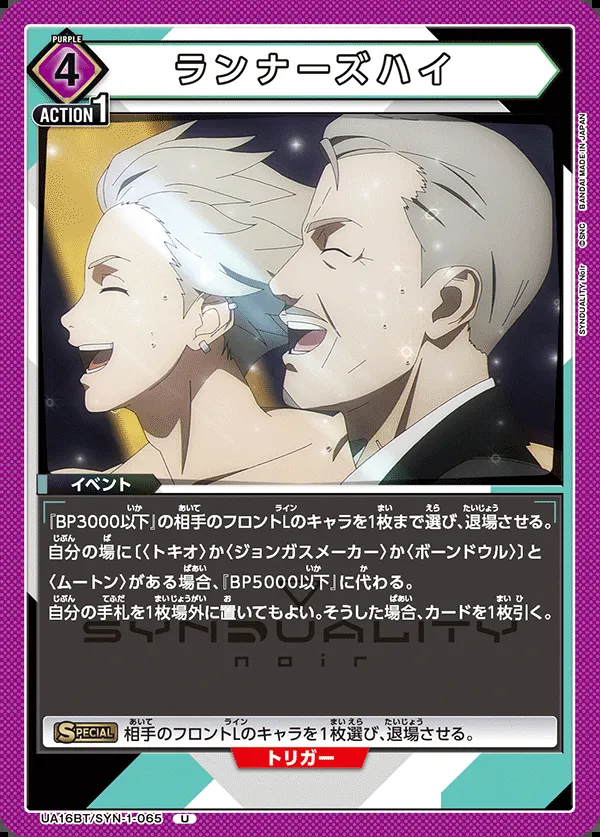 PURPLE
4
ランナーズハイ
ACTION 1
BANDAI MADE IN JAPAN
©SNC
SYNDUALITY Noir
イベント
『BP3000以下』の相手のフロントLのキャラを1枚まで選び、退場させる。
自分の場に〔〈トキオ〉か〈ジョンガスメーカー〉か〈ボーンドウル〉〕と
〈ムートン〉がある場合、『BP5000以下』に代わる。
自分の手札を1枚場外に置いてもよい。そうした場合、カードを1枚引く。
SYNDUALITY
noir
SPECIAL 相手のフロントLのキャラを1枚選び、退場させる。
トリガー
UA16BT/SYN-1-065 U